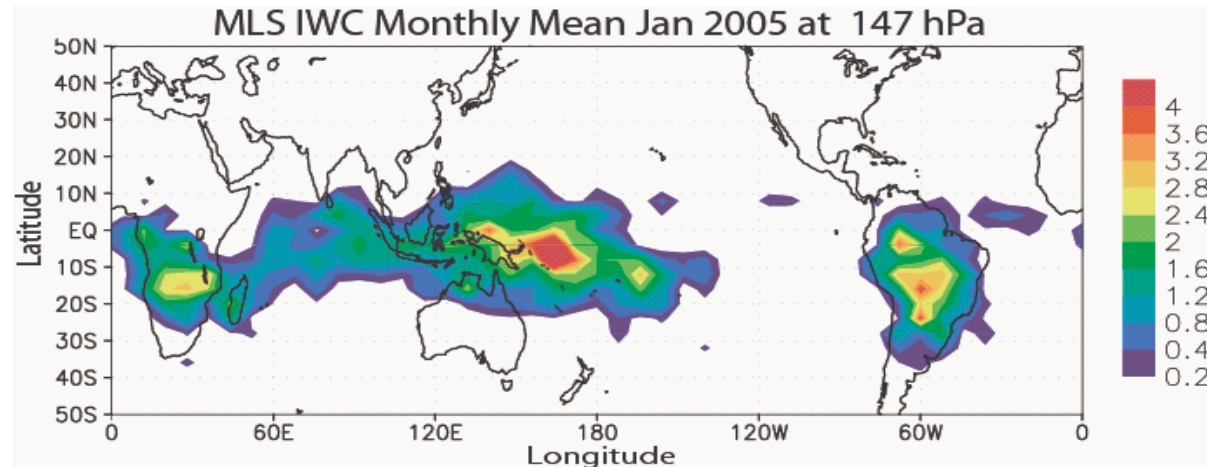 MLS IWC Monthly Mean Jan 2005 at 147 hPa
50N
40N
30N
20N
10N
EQ
10S
20S
30S
40S
50S
Latitude
0
60E
120E
180
120W
60W
0
Longitude
4
3.6
3.2
2.8
2.4
2
1.6
1.2
0.8
0.4
0.2